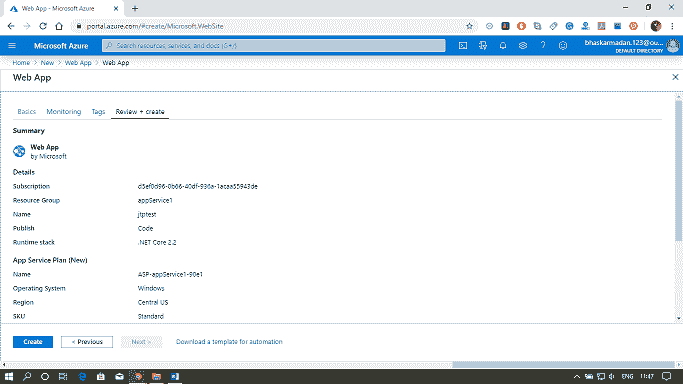 Web App - Microsoft Azure
portal.azure.com/#create/Microsoft.WebSite
Microsoft Azure
Search resources, services, and docs (G+/)
bhaskarmadan.123@ou...
DEFAULT DIRECTORY
Home > New > Web App > Web App
Web App
Basics Monitoring Tags Review + create
Summary
Web App
by Microsoft
Details
Subscription d5ef0d96-0b66-40df-936a-1acaa55943de
Resource Group appService1
Name jtptest
Publish Code
Runtime stack .NET Core 2.2
App Service Plan (New)
Name ASP-appService1-90e1
Operating System Windows
Region Central US
SKU Standard
Create < Previous Next > Download a template for automation
ENG 11:47